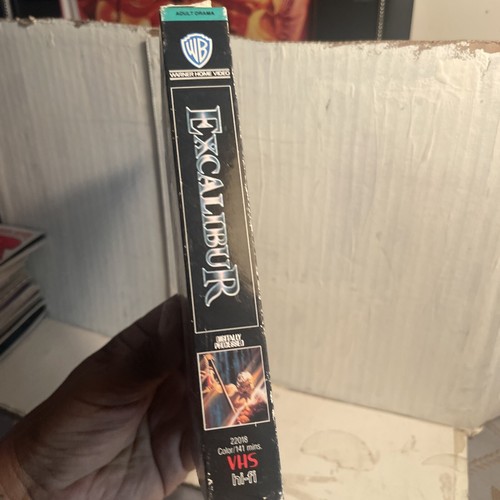 ADULT DRAMA
WB
WARNER HOME VIDEO
EXCALIBUR
DIGITALLY
PROCESSED
22018
Color/141 mins.
VHS
hi-fi